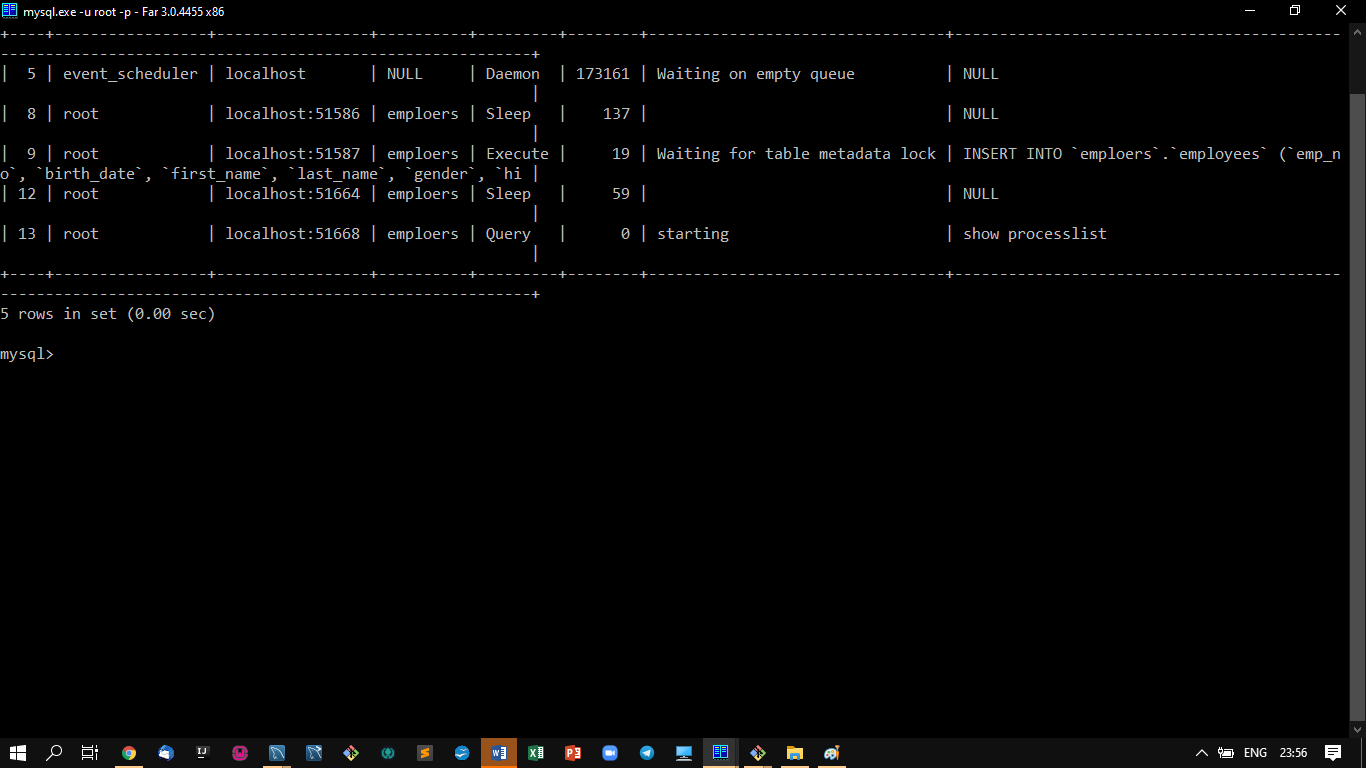 mysql.exe -u root -p - Far 3.0.4455 x86
+----+-----------------+-----------------+----------+---------+--------+---------------------------------+--------------------------------------------
-----------------------------------------------------------+
|  5 | event_scheduler | localhost       | NULL     | Daemon  | 173161 | Waiting on empty queue          | NULL
                                                           |
|  8 | root            | localhost:51586 | emploers | Sleep   |    137 |                                 | NULL
                                                           |
|  9 | root            | localhost:51587 | emploers | Execute |     19 | Waiting for table metadata lock | INSERT INTO `emploers`.`employees` (`emp_n
o`, `birth_date`, `first_name`, `last_name`, `gender`, `hi |
| 12 | root            | localhost:51664 | emploers | Sleep   |     59 |                                 | NULL
                                                           |
| 13 | root            | localhost:51668 | emploers | Query   |      0 | starting                        | show processlist
                                                           |
+----+-----------------+-----------------+----------+---------+--------+---------------------------------+--------------------------------------------
-----------------------------------------------------------+
5 rows in set (0.00 sec)
mysql>
ENG 23:56